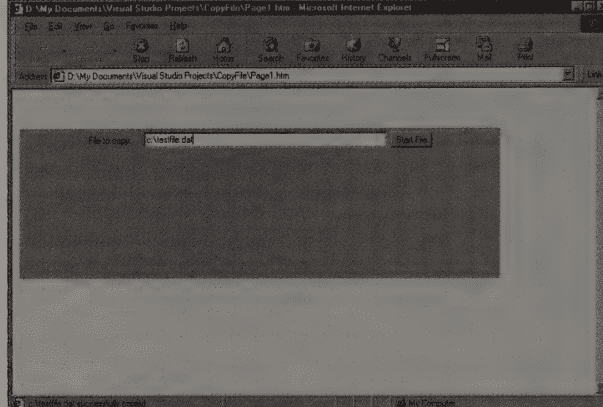 D:\My Documents\Visual Studio Projects\CopyFile\Page1.htm - Microsoft Internet Explorer
File Edit View Go Favorites Help
Stop Refresh Home Search Favorites History Channels Fullscreen Mail Print
Address D:\My Documents\Visual Studio Projects\CopyFile\Page1.htm Links
File to copy: c:\testfile.dat Start File
c:\testfile.dat successfully copied My Computer